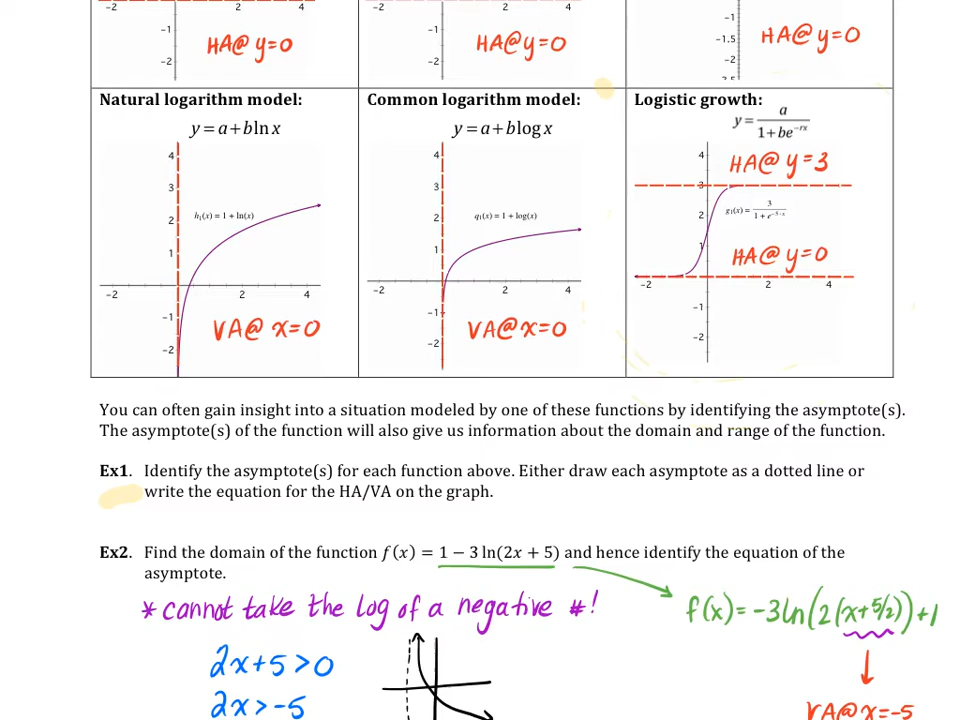 -2 2 4 -2 2 4
-1 -1 -1
HA@ y=0 HA@ y=0 -1.5 HA@ y=0
-2 -2 -2
Natural logarithm model: Common logarithm model: Logistic growth:
y = a + b ln x y = a + b log x y = a / (1 + be^{-rx})
4 4 4 HA@ y=3
3 3 3
2 h₁(x) = 1 + ln(x) 2 q₁(x) = 1 + log(x) 2 g₁(x) = 3 / (1 + e^{-5·x})
1 1 1 HA@ y=0
-2 2 4 -2 2 4 -2 2 4
-1 VA@ x=0 -1 VA@ x=0 -1
-2 -2 -2
You can often gain insight into a situation modeled by one of these functions by identifying the asymptote(s).
The asymptote(s) of the function will also give us information about the domain and range of the function.
Ex1. Identify the asymptote(s) for each function above. Either draw each asymptote as a dotted line or
write the equation for the HA/VA on the graph.
Ex2. Find the domain of the function f(x) = 1 − 3 ln(2x + 5) and hence identify the equation of the
asymptote.
* cannot take the log of a negative #! f(x) = -3ln(2(x+5/2))+1
2x+5 >0
2x > -5 VA@ x=-5